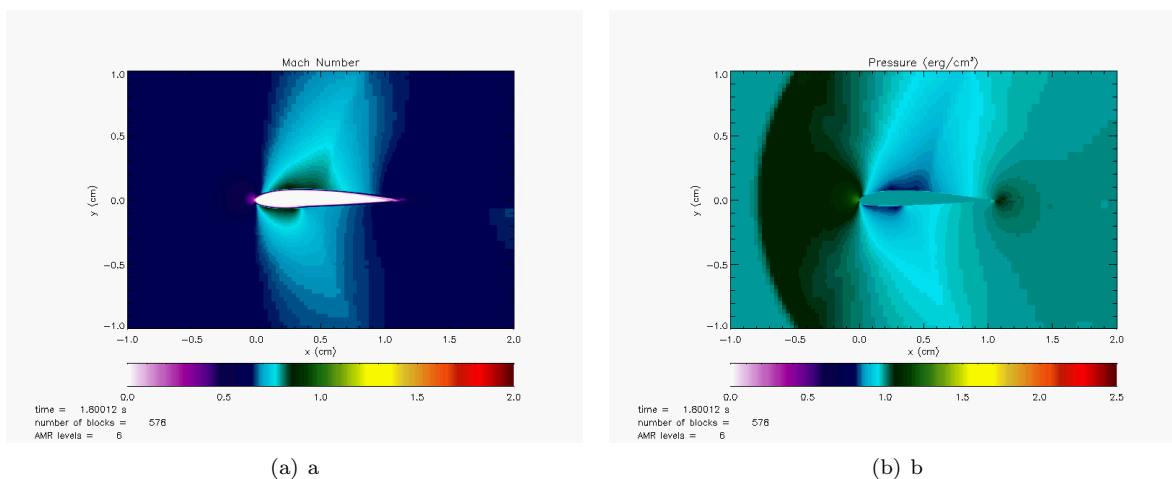 Mach Number
1.0
0.5
0.0
−0.5
−1.0
y (cm)
−1.0 −0.5 0.0 0.5 1.0 1.5 2.0
x (cm)
0.0 0.5 1.0 1.5 2.0
time = 1.80012 s
number of blocks = 576
AMR levels = 6
(a) a
Pressure (erg/cm³)
1.0
0.5
0.0
−0.5
−1.0
y (cm)
−1.0 −0.5 0.0 0.5 1.0 1.5 2.0
x (cm)
0.0 0.5 1.0 1.5 2.0 2.5
time = 1.80012 s
number of blocks = 576
AMR levels = 6
(b) b